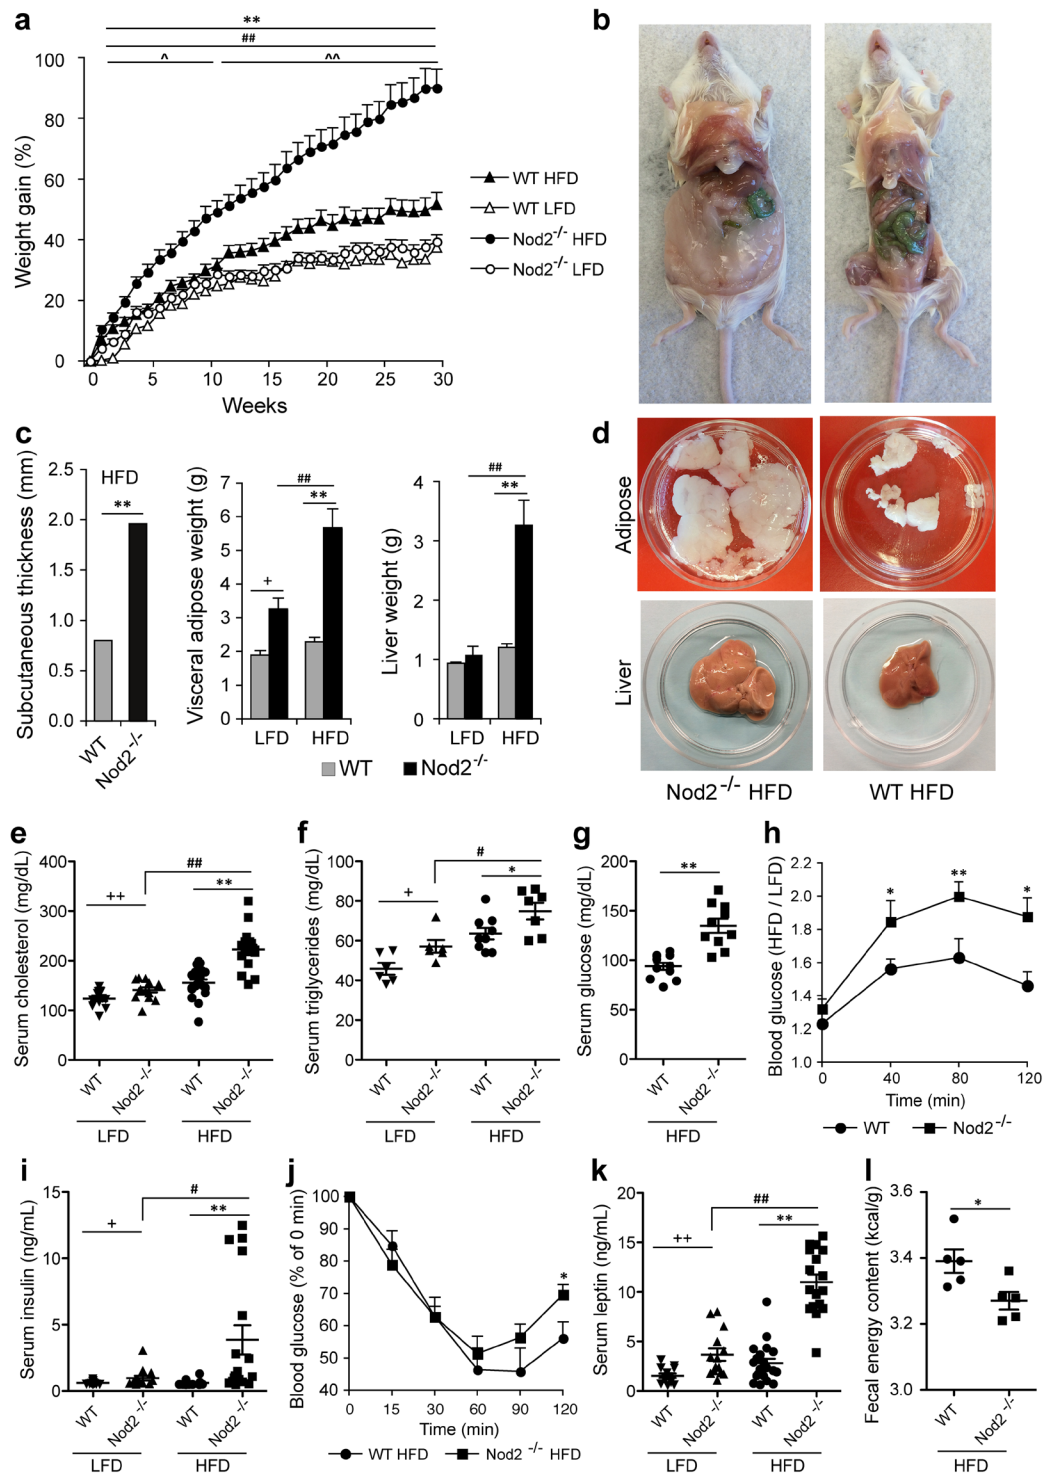 a
**
##
^ ^^
100
80
60
40
20
0
Weight gain (%)
0 5 10 15 20 25 30
Weeks
WT HFD
WT LFD
Nod2-/- HFD
Nod2-/- LFD
b
c
Subcutaneous thickness (mm)
2.5
2.0
1.5
1.0
0.5
0.0
HFD
**
WT Nod2-/-
Visceral adipose weight (g)
7
6
5
4
3
2
1
0
##
**
+
LFD HFD
Liver weight (g)
4
3
2
1
0
##
**
LFD HFD
WT Nod2-/-
d
Adipose
Liver
Nod2-/- HFD WT HFD
e
Serum cholesterol (mg/dL)
400
300
200
100
0
##
++ **
WT Nod2-/- WT Nod2-/-
LFD HFD
f
Serum triglycerides (mg/dL)
100
80
60
40
20
0
#
+ *
WT Nod2-/- WT Nod2-/-
LFD HFD
g
Serum glucose (mg/dL)
200
150
100
50
0
**
WT Nod2-/-
HFD
h
Blood glucose (HFD / LFD)
2.2
2.0
1.8
1.6
1.4
1.2
1.0
* ** *
0 40 80 120
Time (min)
WT Nod2-/-
i
Serum insulin (ng/mL)
15
10
5
0
#
+ **
WT Nod2-/- WT Nod2-/-
LFD HFD
j
Blood glucose (% of 0 min)
100
90
80
70
60
50
40
*
0 15 30 60 90 120
Time (min)
WT HFD Nod2-/- HFD
k
Serum leptin (ng/mL)
20
15
10
5
0
##
++ **
WT Nod2-/- WT Nod2-/-
LFD HFD
l
Fecal energy content (kcal/g)
3.6
3.4
3.2
3.0
*
WT Nod2-/-
HFD